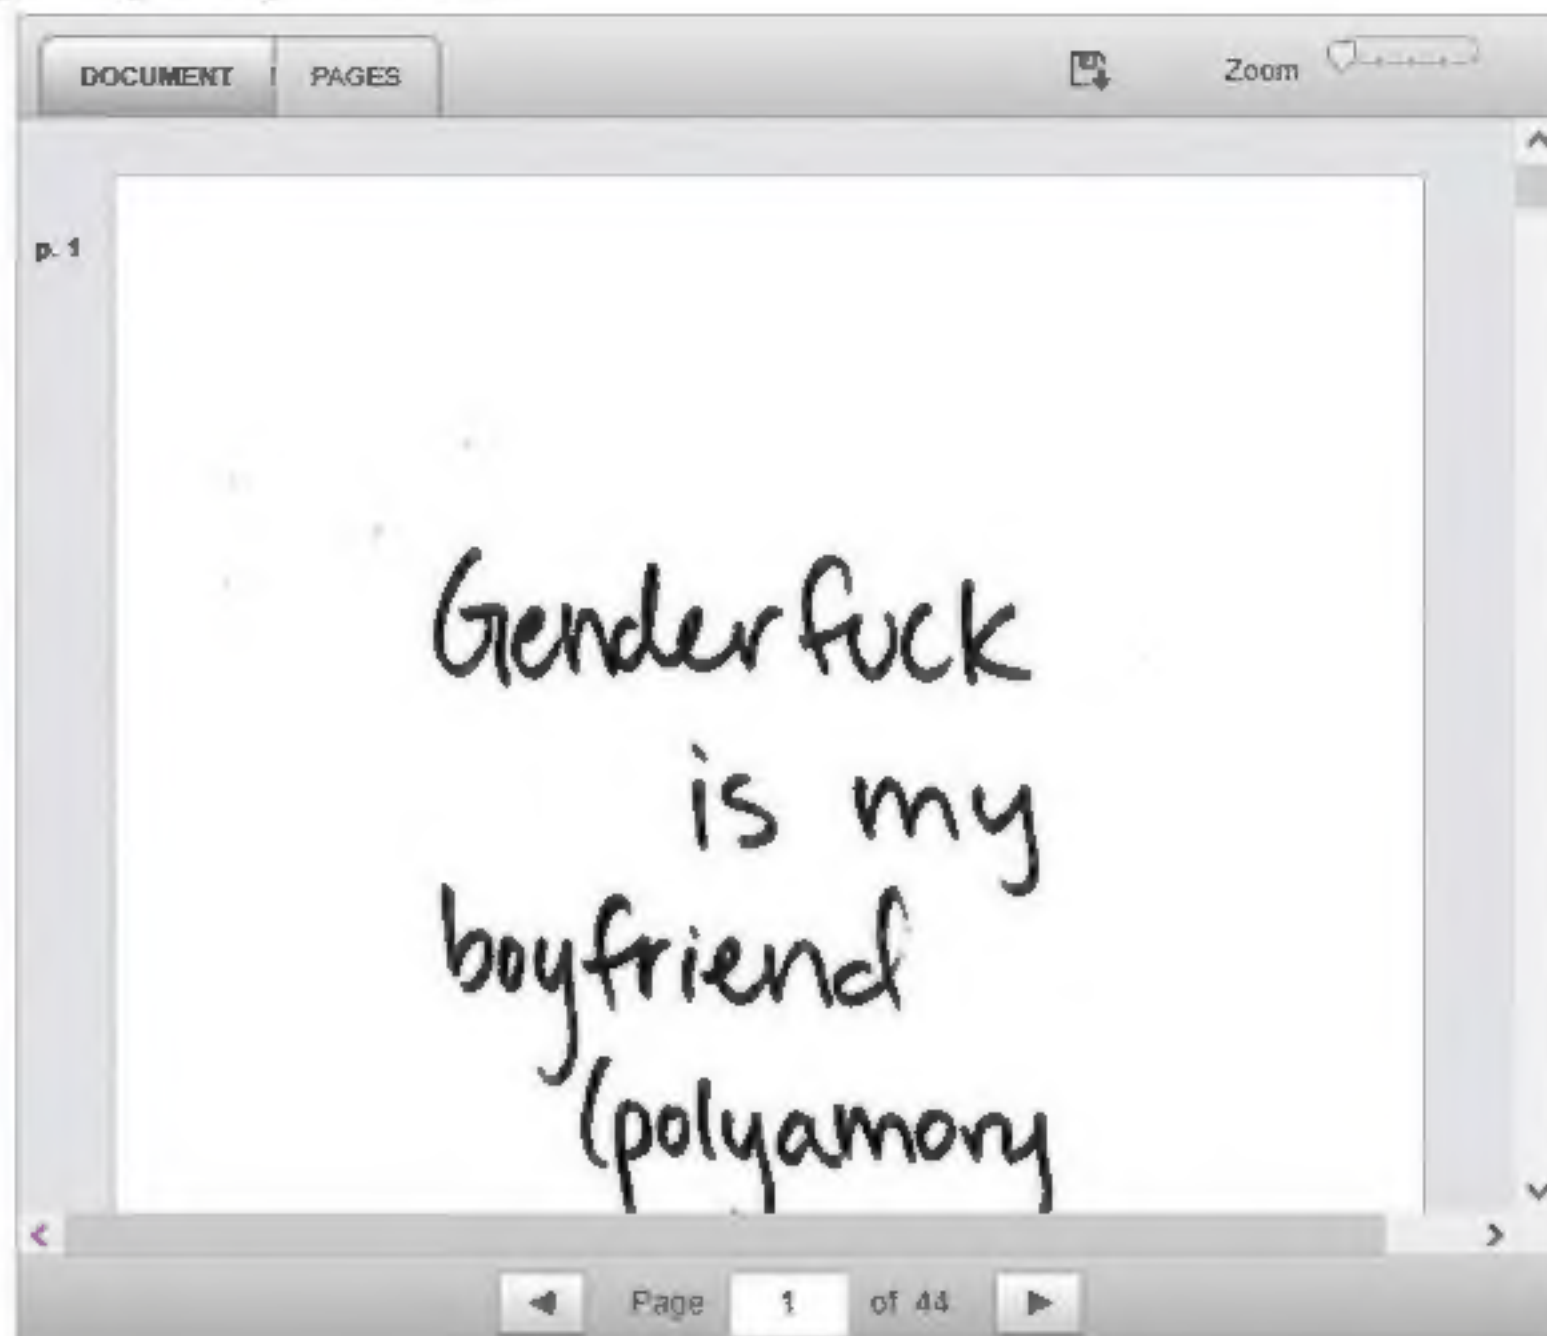 DOCUMENT PAGES Zoom
p. 1
Genderfuck
is my
boyfriend
(polyamory
Page 1 of 44